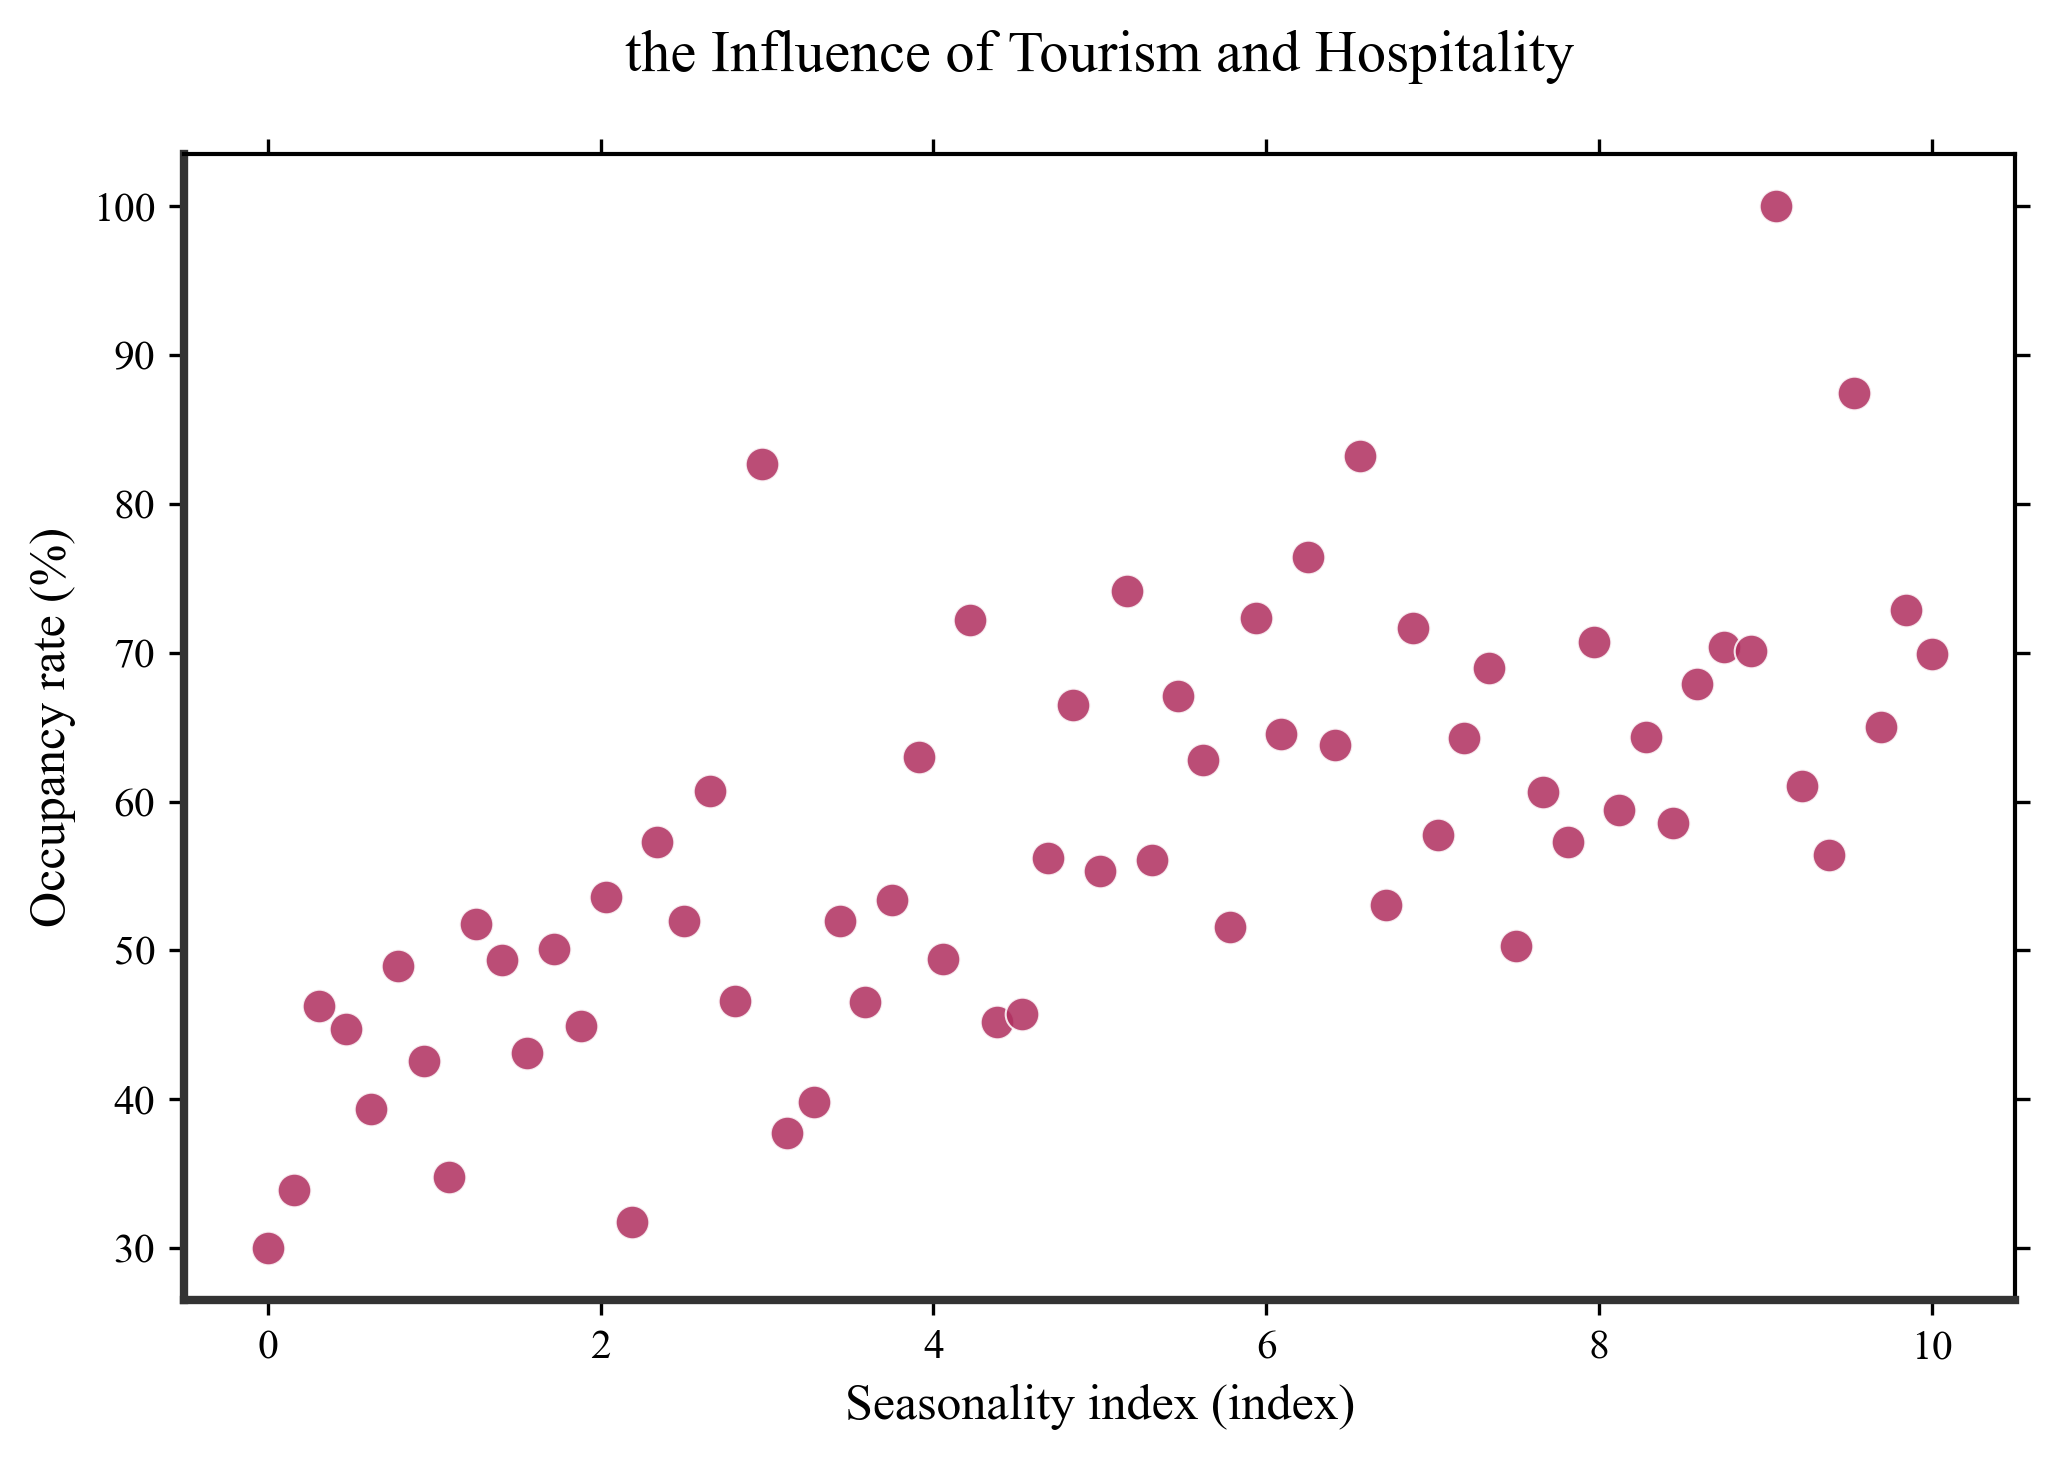 the Influence of Tourism and Hospitality
Occupancy rate (%)
100
90
80
70
60
50
40
30
0 2 4 6 8 10
Seasonality index (index)